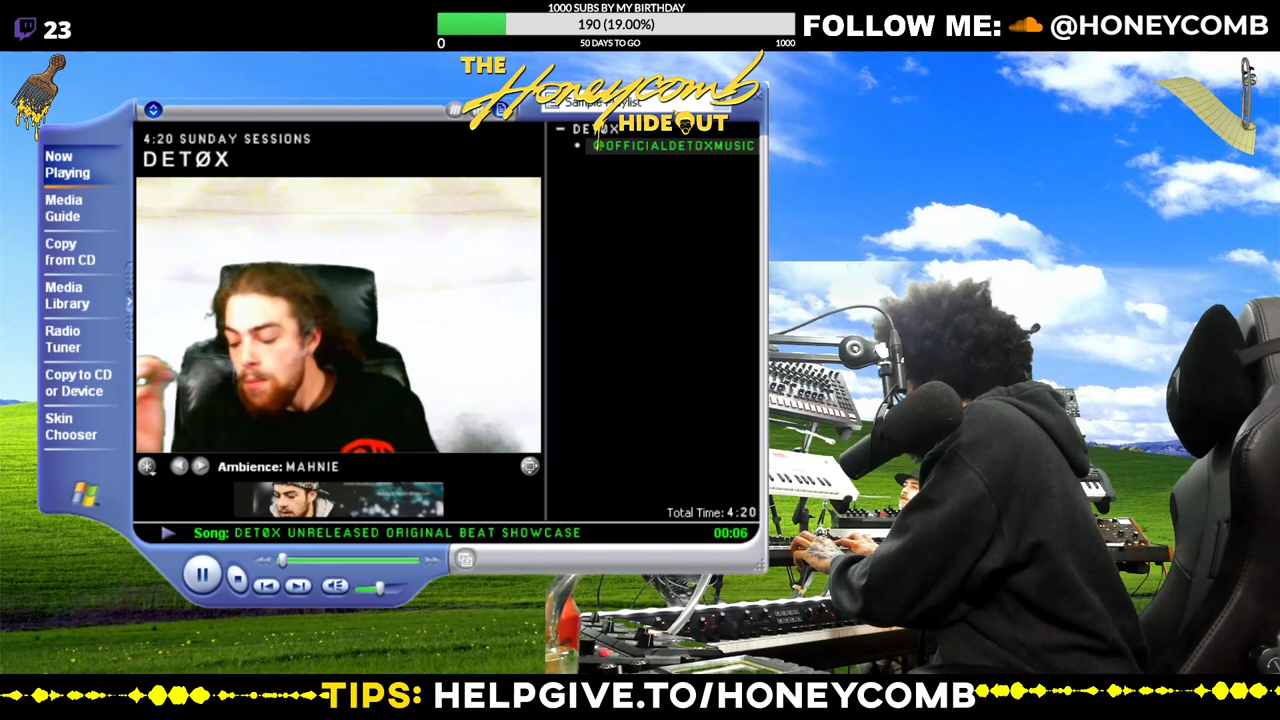 23
1000 SUBS BY MY BIRTHDAY
190 (19.00%)
0 50 DAYS TO GO 1000
FOLLOW ME: @HONEYCOMB
THE
Honeycomb
HIDEOUT
Sample Playlist
4:20 SUNDAY SESSIONS
DETØX
DETØX
@OFFICIALDETOXMUSIC
Now
Playing
Media
Guide
Copy
from CD
Media
Library
Radio
Tuner
Copy to CD
or Device
Skin
Chooser
Ambience: MAHNIE
Total Time: 4:20
Song: DETØX UNRELEASED ORIGINAL BEAT SHOWCASE 00:06
TIPS: HELPGIVE.TO/HONEYCOMB